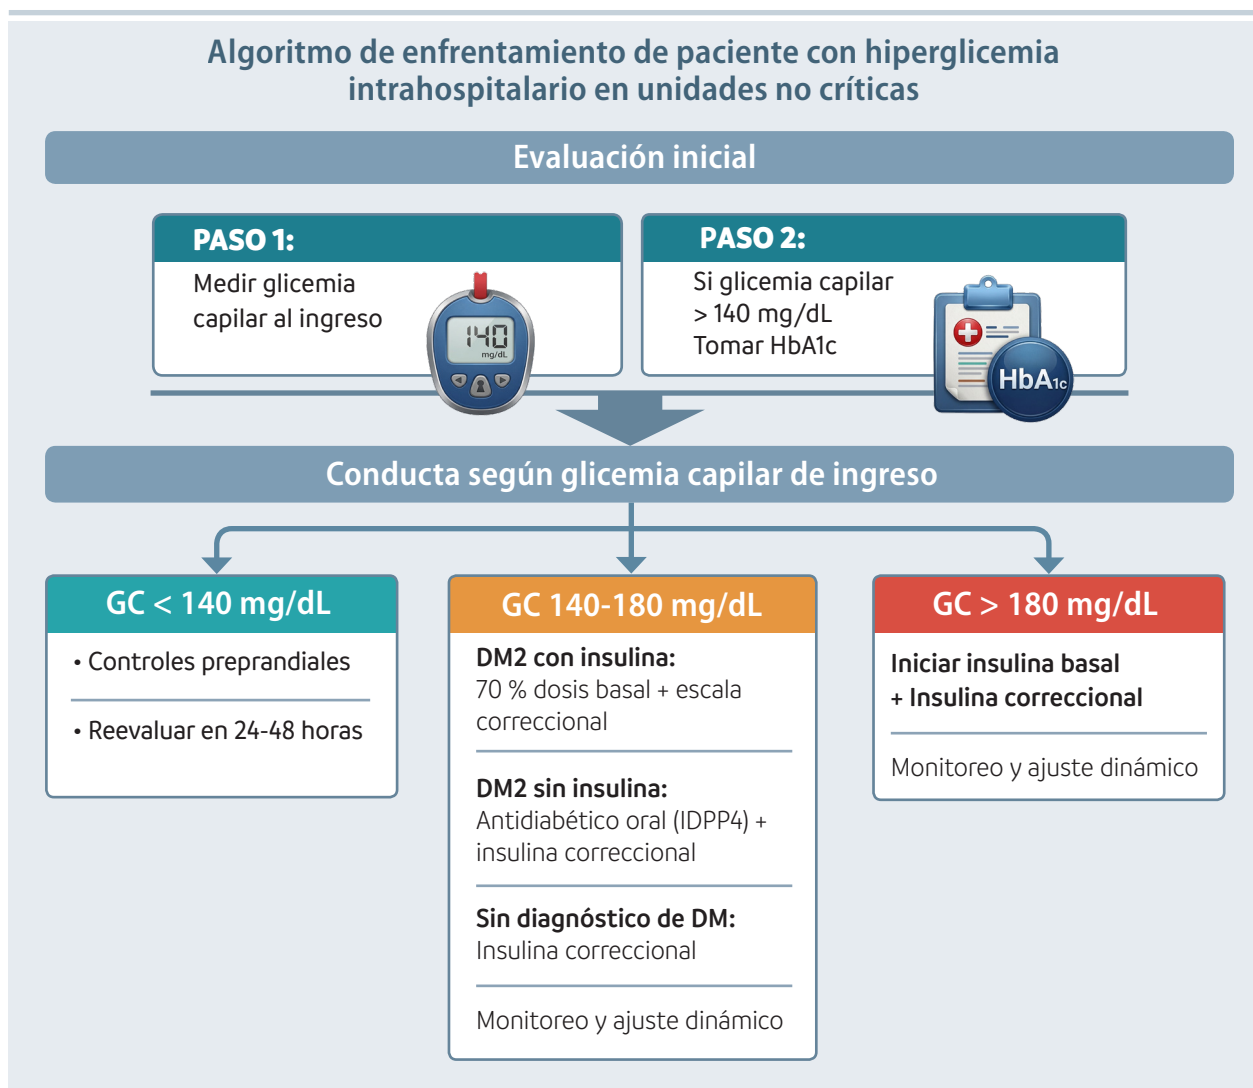 Algoritmo de enfrentamiento de paciente con hiperglicemia
intrahospitalario en unidades no críticas
Evaluación inicial
PASO 1:
Medir glicemia
capilar al ingreso
140
mg/dL
PASO 2:
Si glicemia capilar
> 140 mg/dL
Tomar HbA1c
HbA1c
Conducta según glicemia capilar de ingreso
GC < 140 mg/dL
• Controles preprandiales
• Reevaluar en 24-48 horas
GC 140-180 mg/dL
DM2 con insulina:
70 % dosis basal + escala
correccional
DM2 sin insulina:
Antidiabético oral (IDPP4) +
insulina correccional
Sin diagnóstico de DM:
Insulina correccional
Monitoreo y ajuste dinámico
GC > 180 mg/dL
Iniciar insulina basal
+ Insulina correccional
Monitoreo y ajuste dinámico